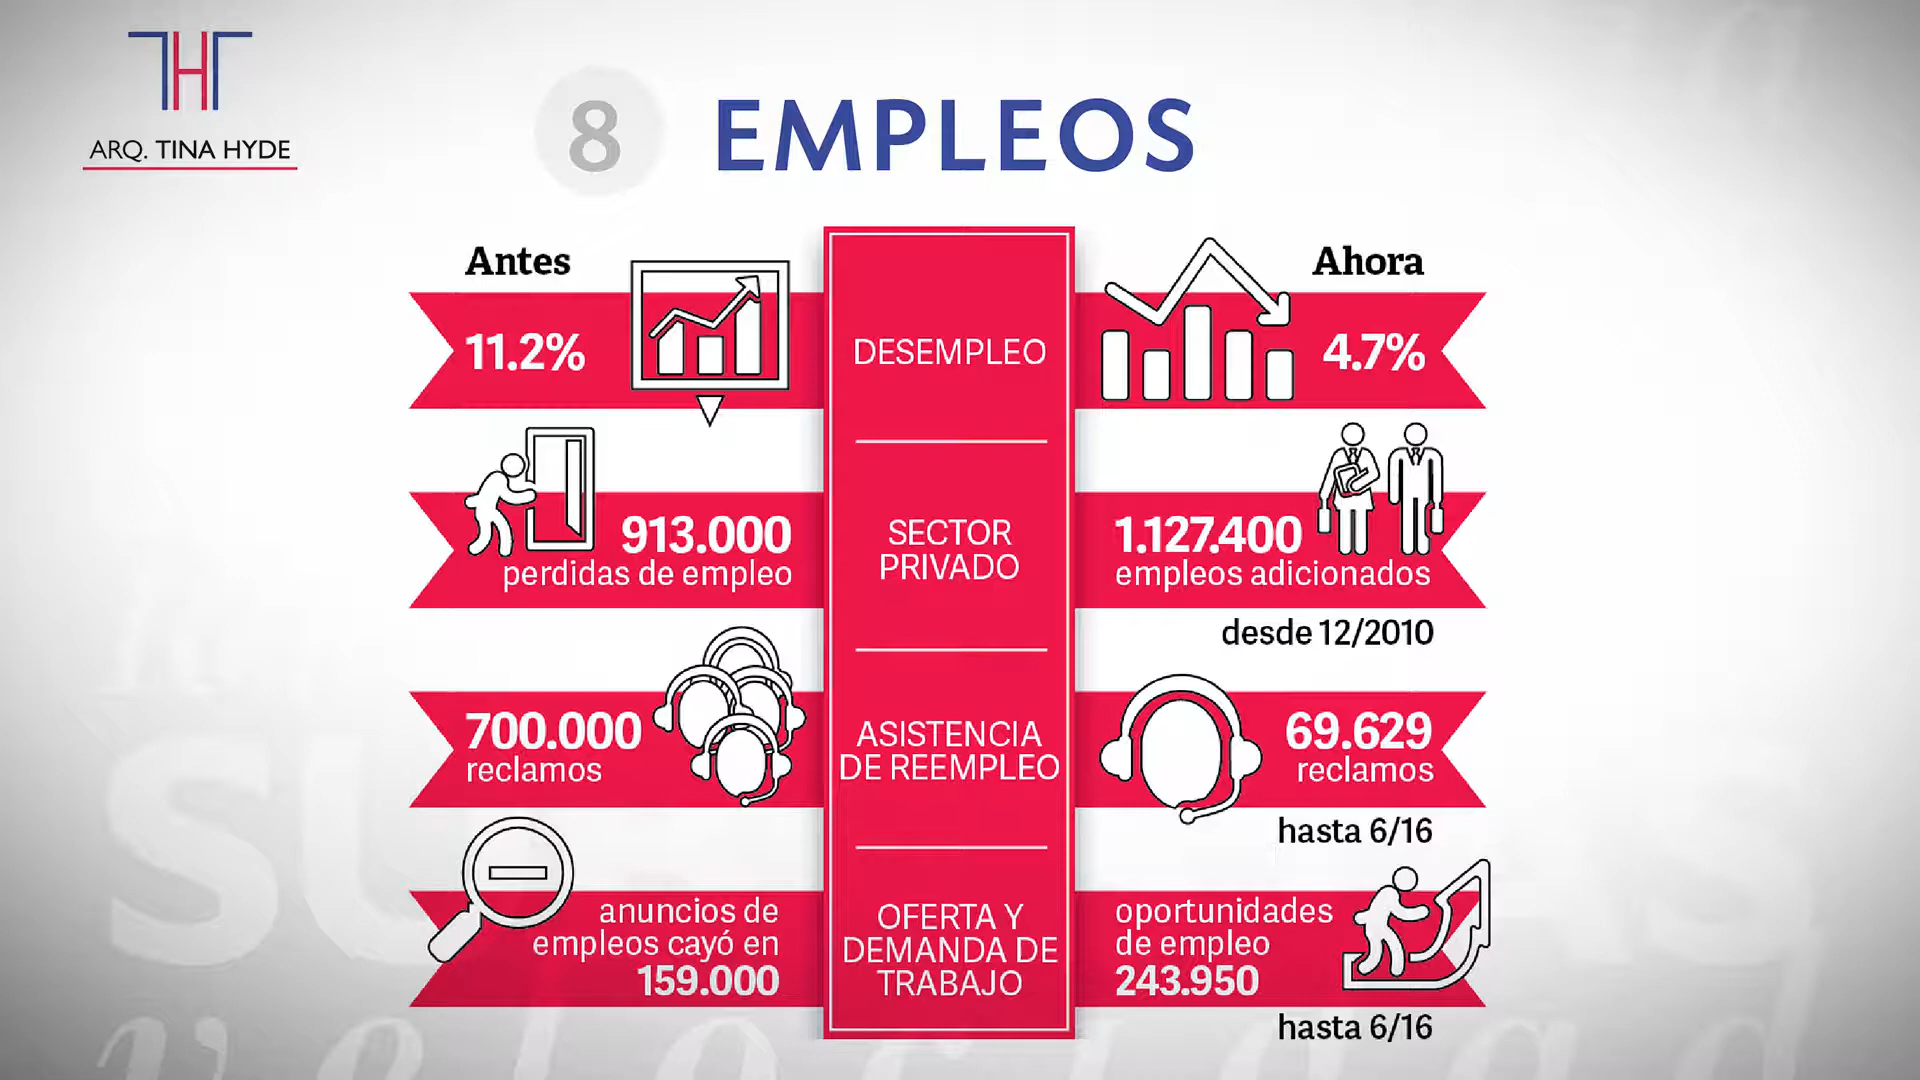 THT
ARQ. TINA HYDE
8 EMPLEOS
Antes
Ahora
11.2%
DESEMPLEO
4.7%
913.000
perdidas de empleo
SECTOR
PRIVADO
1.127.400
empleos adicionados
desde 12/2010
700.000
reclamos
ASISTENCIA
DE REEMPLEO
69.629
reclamos
hasta 6/16
anuncios de
empleos cayó en
159.000
OFERTA Y
DEMANDA DE
TRABAJO
oportunidades
de empleo
243.950
hasta 6/16